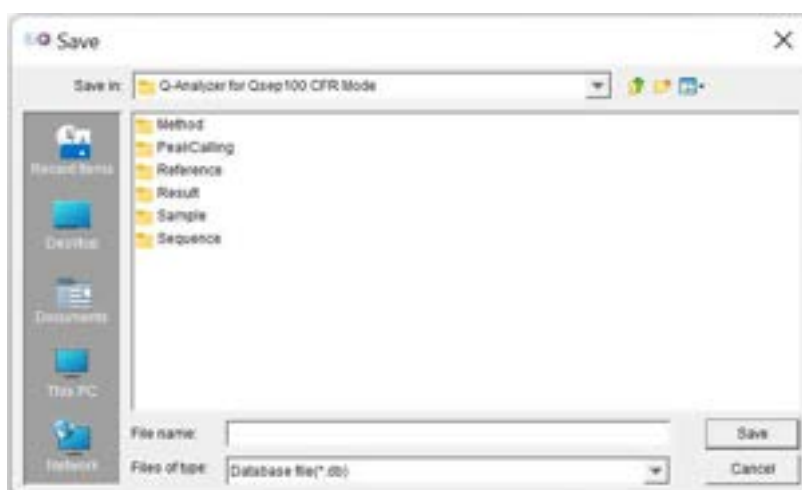 Save
Save in: Q-Analyzer for Qsep100 CFR Mode
Recent Items
Desktop
Documents
This PC
Network
Method
PeakCalling
Reference
Result
Sample
Sequence
File name:
Save
Files of type: Database file(*.db)
Cancel